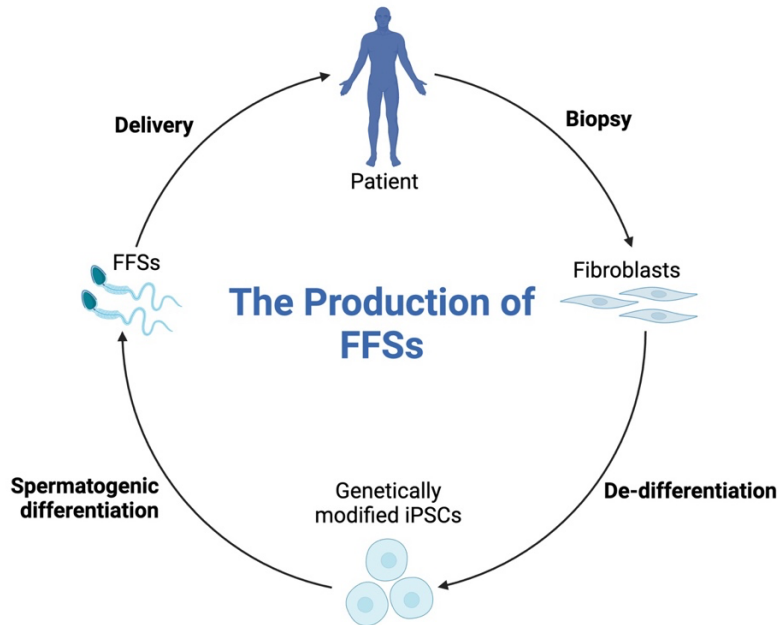 Delivery
Biopsy
Patient
FFSs
Fibroblasts
The Production of
FFSs
Spermatogenic
differentiation
Genetically
modified iPSCs
De-differentiation